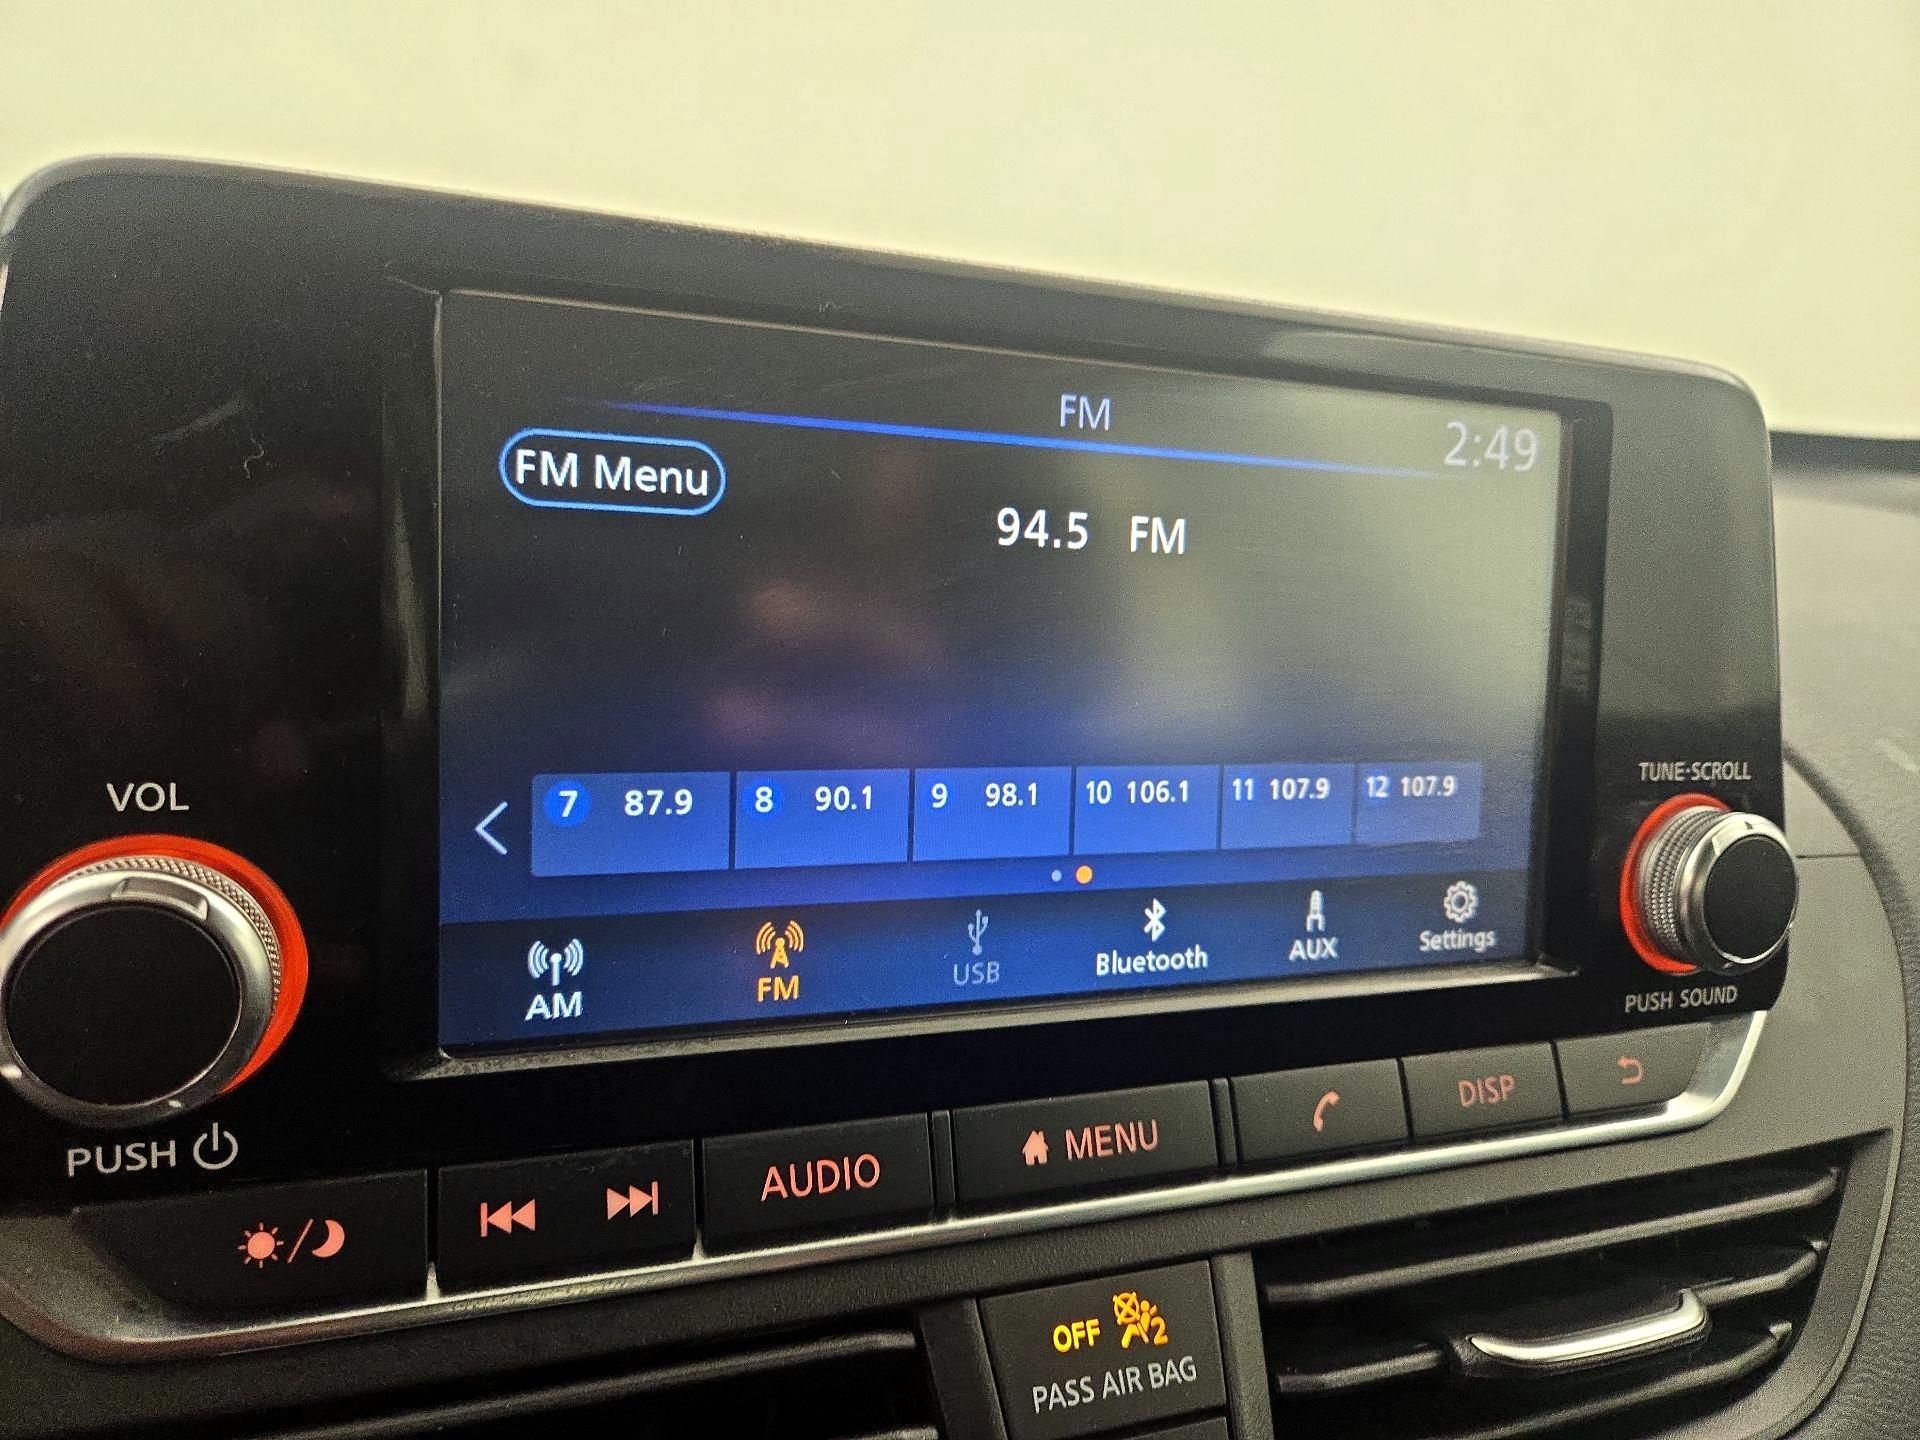 FM
2:49
FM Menu
94.5 FM
7 87.9 8 90.1 9 98.1 10 106.1 11 107.9 12 107.9
AM FM USB Bluetooth AUX Settings
VOL
PUSH
TUNE·SCROLL
PUSH SOUND
AUDIO MENU DISP
OFF 2
PASS AIR BAG